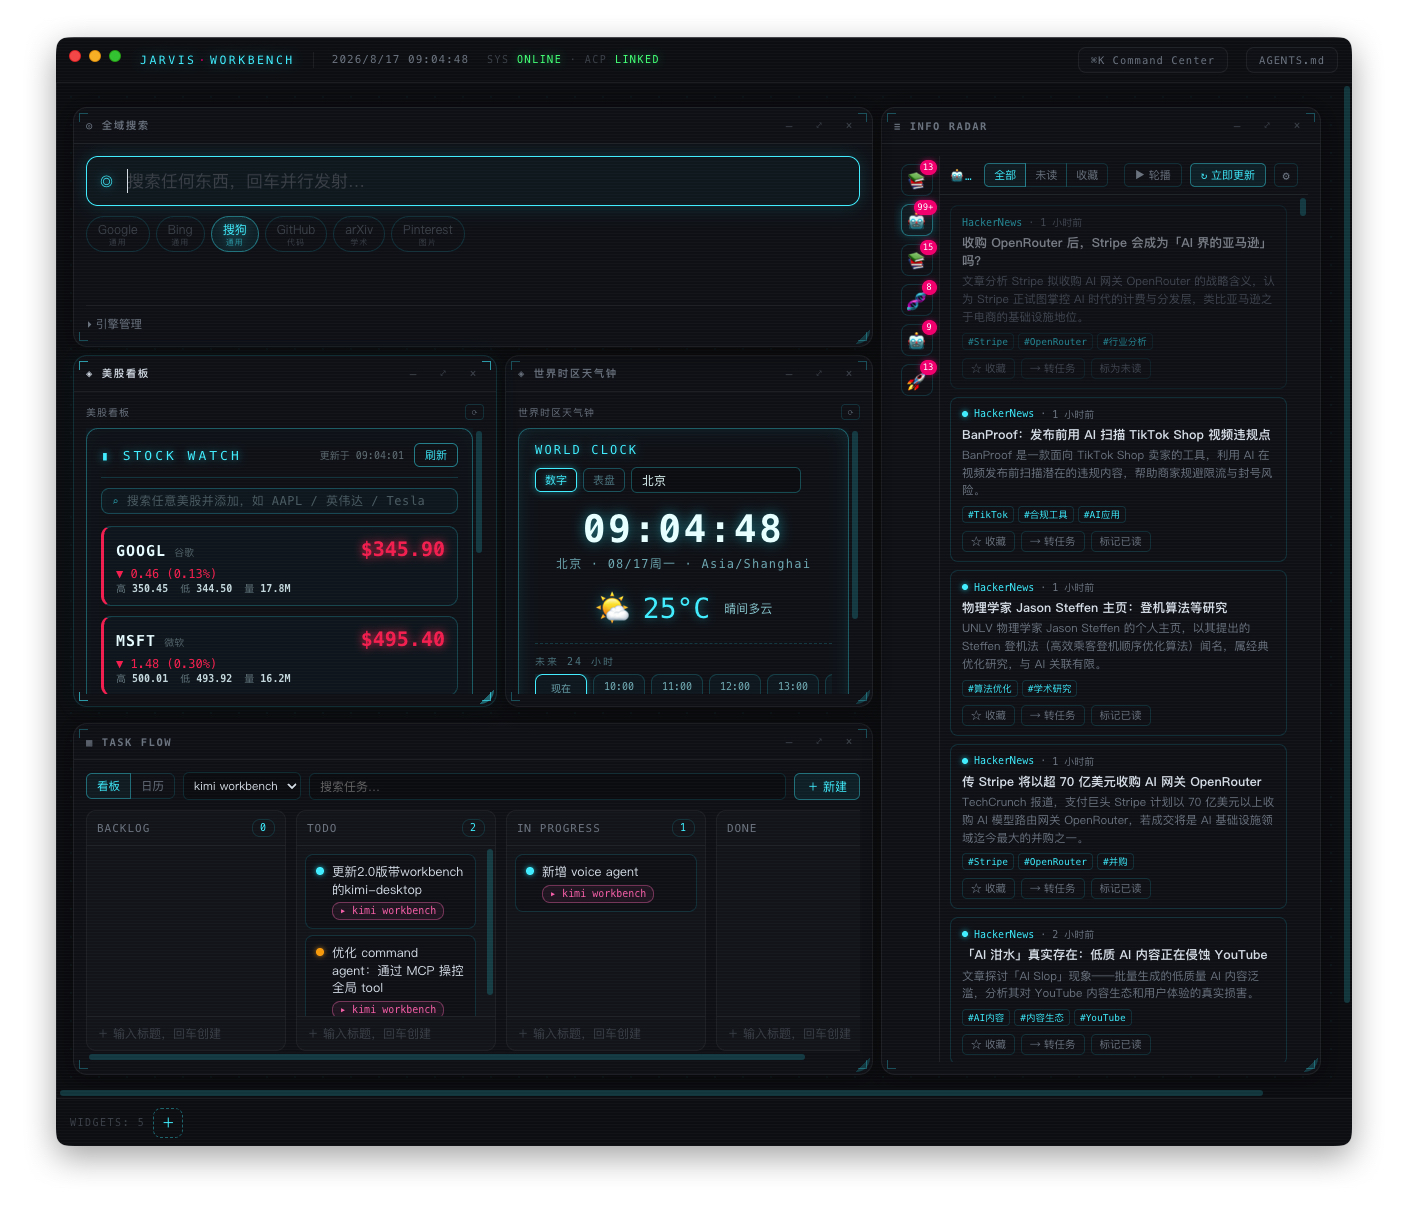 JARVIS·WORKBENCH
2026/8/17 09:04:48
SYS ONLINE · ACP LINKED
⌘K Command Center
AGENTS.md
全域搜索
搜索任何东西，回车并行发射…
Google
通用
Bing
通用
搜狗
通用
GitHub
代码
arXiv
学术
Pinterest
图片
引擎管理
美股看板
美股看板
STOCK WATCH
更新于 09:04:01
刷新
搜索任意美股并添加，如 AAPL / 英伟达 / Tesla
GOOGL 谷歌
$345.90
▼ 0.46 (0.13%)
高 350.45 低 344.50 量 17.8M
MSFT 微软
$495.40
▼ 1.48 (0.30%)
高 500.01 低 493.92 量 16.2M
世界时区天气钟
世界时区天气钟
WORLD CLOCK
数字
表盘
北京
09:04:48
北京 · 08/17周一 · Asia/Shanghai
25°C 晴间多云
未来 24 小时
现在
10:00
11:00
12:00
13:00
TASK FLOW
看板
日历
kimi workbench
搜索任务…
＋ 新建
BACKLOG
0
＋ 输入标题，回车创建
TODO
2
更新2.0版带workbench
的kimi-desktop
▸ kimi workbench
优化 command
agent：通过 MCP 操控
全局 tool
▸ kimi workbench
＋ 输入标题，回车创建
IN PROGRESS
1
新增 voice agent
▸ kimi workbench
＋ 输入标题，回车创建
DONE
＋ 输入标题，回车创建
INFO RADAR
13
99+
15
8
9
13
…
全部
未读
收藏
▶ 轮播
↻ 立即更新
HackerNews · 1 小时前
收购 OpenRouter 后，Stripe 会成为「AI 界的亚马逊」
吗？
文章分析 Stripe 拟收购 AI 网关 OpenRouter 的战略含义，认
为 Stripe 正试图掌控 AI 时代的计费与分发层，类比亚马逊之
于电商的基础设施地位。
#Stripe #OpenRouter #行业分析
☆ 收藏 → 转任务 标为未读
HackerNews · 1 小时前
BanProof：发布前用 AI 扫描 TikTok Shop 视频违规点
BanProof 是一款面向 TikTok Shop 卖家的工具，利用 AI 在
视频发布前扫描潜在的违规内容，帮助商家规避限流与封号风
险。
#TikTok #合规工具 #AI应用
☆ 收藏 → 转任务 标记已读
HackerNews · 1 小时前
物理学家 Jason Steffen 主页：登机算法等研究
UNLV 物理学家 Jason Steffen 的个人主页，以其提出的
Steffen 登机法（高效乘客登机顺序优化算法）闻名，属经典
优化研究，与 AI 关联有限。
#算法优化 #学术研究
☆ 收藏 → 转任务 标记已读
HackerNews · 1 小时前
传 Stripe 将以超 70 亿美元收购 AI 网关 OpenRouter
TechCrunch 报道，支付巨头 Stripe 计划以 70 亿美元以上收
购 AI 模型路由网关 OpenRouter，若成交将是 AI 基础设施领
域迄今最大的并购之一。
#Stripe #OpenRouter #并购
☆ 收藏 → 转任务 标记已读
HackerNews · 2 小时前
「AI 泔水」真实存在：低质 AI 内容正在侵蚀 YouTube
文章探讨「AI Slop」现象——批量生成的低质量 AI 内容泛
滥，分析其对 YouTube 内容生态和用户体验的真实损害。
#AI内容 #内容生态 #YouTube
☆ 收藏 → 转任务 标记已读
WIDGETS: 5
+